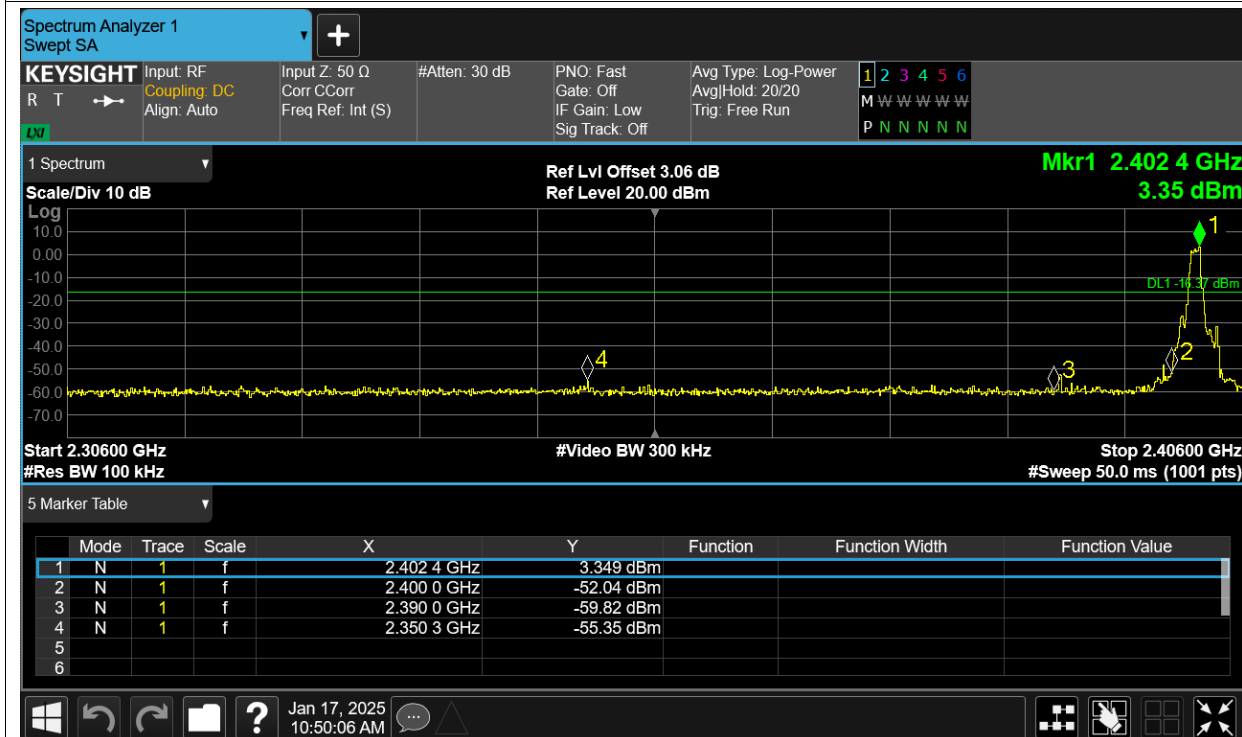 Spectrum Analyzer 1
Swept SA
KEYSIGHT
R T
LXI
Input: RF
Coupling: DC
Align: Auto
Input Z: 50 Ω
Corr CCorr
Freq Ref: Int (S)
#Atten: 30 dB
PNO: Fast
Gate: Off
IF Gain: Low
Sig Track: Off
Avg Type: Log-Power
Avg|Hold: 20/20
Trig: Free Run
1 2 3 4 5 6
M W W W W W
P N N N N N
1 Spectrum
Scale/Div 10 dB
Ref Lvl Offset 3.06 dB
Ref Level 20.00 dBm
Mkr1 2.402 4 GHz
3.35 dBm
Log
10.0
0.00
-10.0
-20.0
-30.0
-40.0
-50.0
-60.0
-70.0
1
DL1 -16.37 dBm
2
3
4
Start 2.30600 GHz
#Res BW 100 kHz
#Video BW 300 kHz
Stop 2.40600 GHz
#Sweep 50.0 ms (1001 pts)
5 Marker Table
Mode Trace Scale X Y Function Function Width Function Value
1 N 1 f 2.402 4 GHz 3.349 dBm
2 N 1 f 2.400 0 GHz -52.04 dBm
3 N 1 f 2.390 0 GHz -59.82 dBm
4 N 1 f 2.350 3 GHz -55.35 dBm
5
6
?
Jan 17, 2025
10:50:06 AM